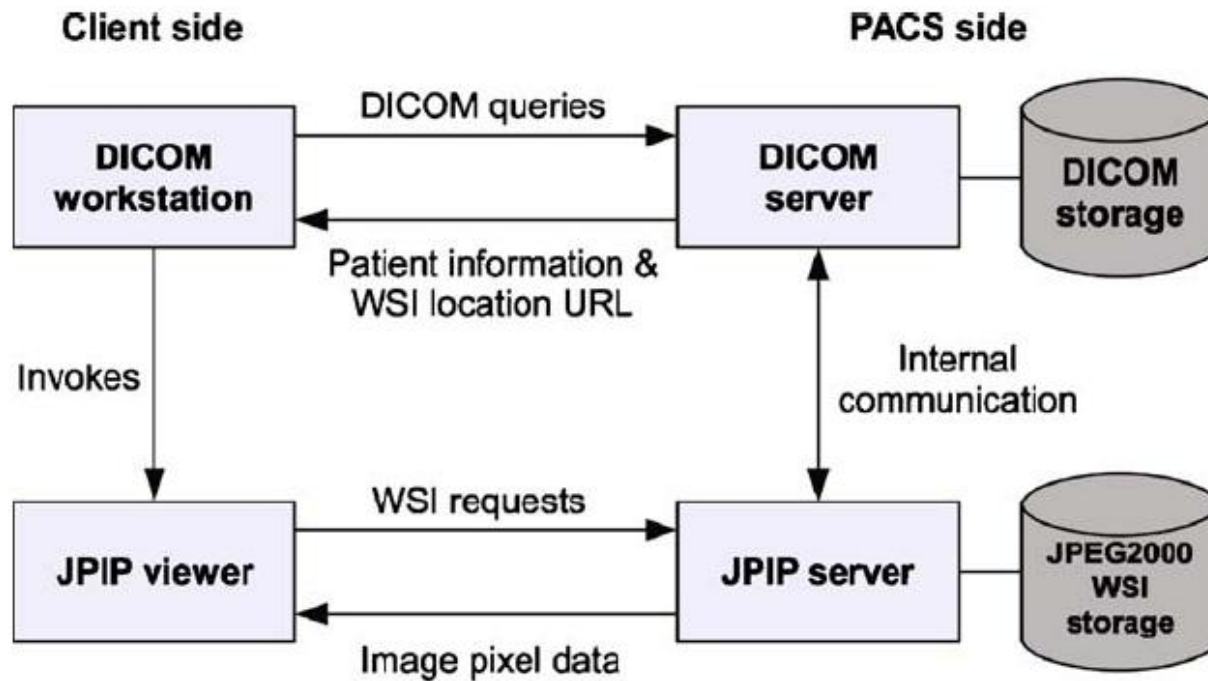 Client side
PACS side
DICOM queries
DICOM
workstation
DICOM
server
DICOM
storage
Patient information &
WSI location URL
Invokes
Internal
communication
WSI requests
JPIP viewer
JPIP server
JPEG2000
WSI
storage
Image pixel data